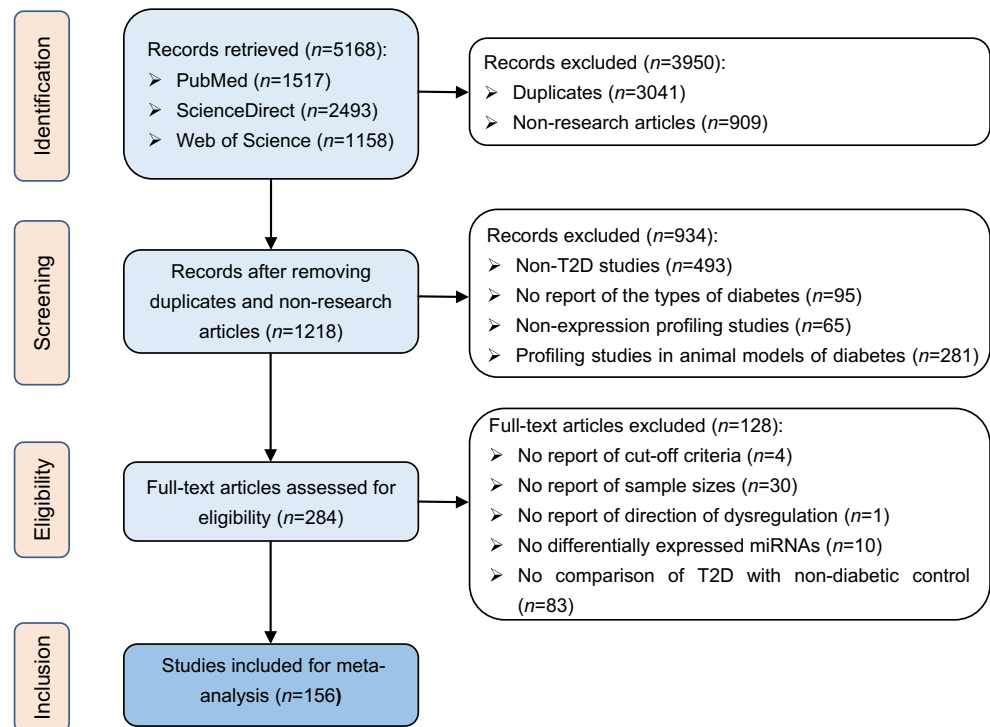 Identification
Records retrieved (n=5168):
➢ PubMed (n=1517)
➢ ScienceDirect (n=2493)
➢ Web of Science (n=1158)
Records excluded (n=3950):
➢ Duplicates (n=3041)
➢ Non-research articles (n=909)
Screening
Records after removing
duplicates and non-research
articles (n=1218)
Records excluded (n=934):
➢ Non-T2D studies (n=493)
➢ No report of the types of diabetes (n=95)
➢ Non-expression profiling studies (n=65)
➢ Profiling studies in animal models of diabetes (n=281)
Eligibility
Full-text articles assessed for
eligibility (n=284)
Full-text articles excluded (n=128):
➢ No report of cut-off criteria (n=4)
➢ No report of sample sizes (n=30)
➢ No report of direction of dysregulation (n=1)
➢ No differentially expressed miRNAs (n=10)
➢ No comparison of T2D with non-diabetic control
(n=83)
Inclusion
Studies included for meta-
analysis (n=156)